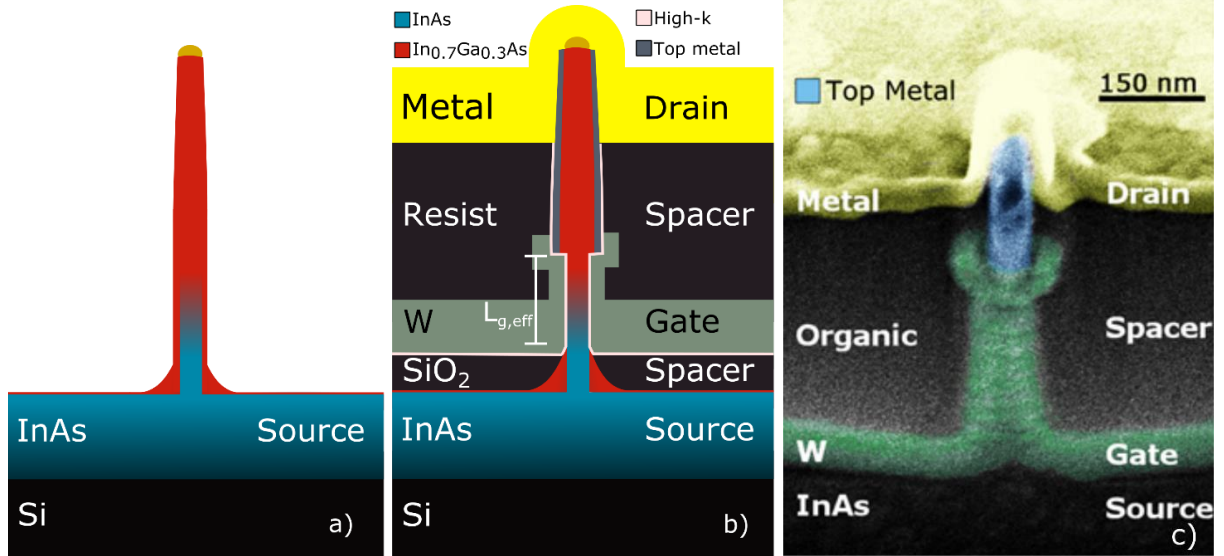 InAs Source
Si
a)
InAs
In0.7Ga0.3As
High-k
Top metal
Metal Drain
Resist Spacer
Lg,eff
W Gate
SiO2 Spacer
InAs Source
Si
b)
Top Metal
150 nm
Metal Drain
Organic Spacer
W Gate
InAs Source
c)